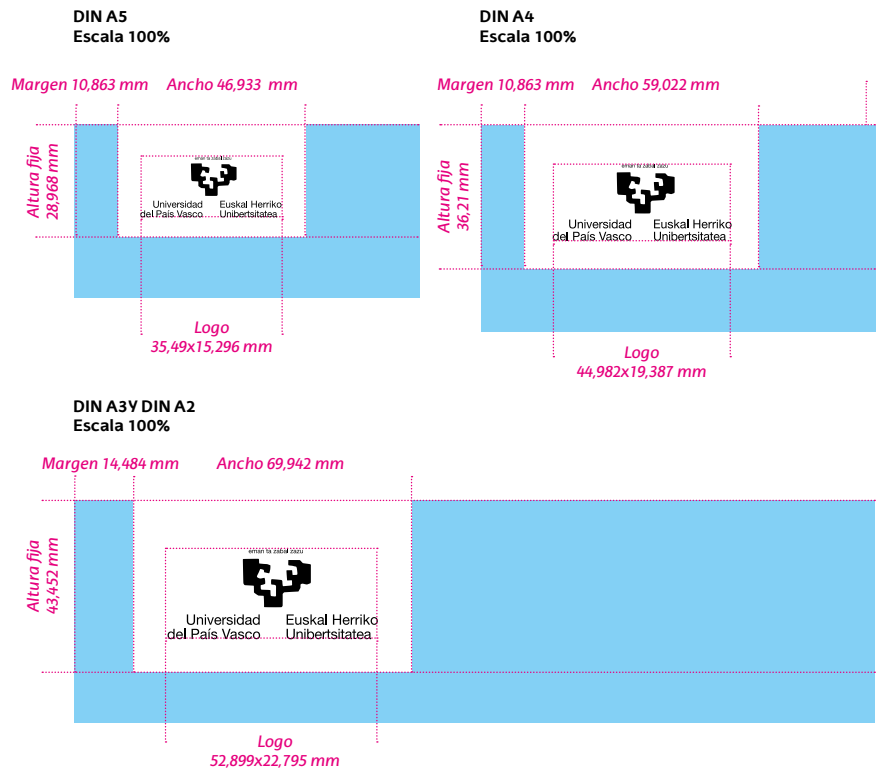 DIN A5
Escala 100%
Margen 10,863 mm Ancho 46,933 mm
Altura fija
28,968 mm
eman ta zabal zazu
Universidad
del País Vasco
Euskal Herriko
Unibertsitatea
Logo
35,49x15,296 mm
DIN A4
Escala 100%
Margen 10,863 mm Ancho 59,022 mm
Altura fija
36,21 mm
eman ta zabal zazu
Universidad
del País Vasco
Euskal Herriko
Unibertsitatea
Logo
44,982x19,387 mm
DIN A3Y DIN A2
Escala 100%
Margen 14,484 mm Ancho 69,942 mm
Altura fija
43,452 mm
eman ta zabal zazu
Universidad
del País Vasco
Euskal Herriko
Unibertsitatea
Logo
52,899x22,795 mm